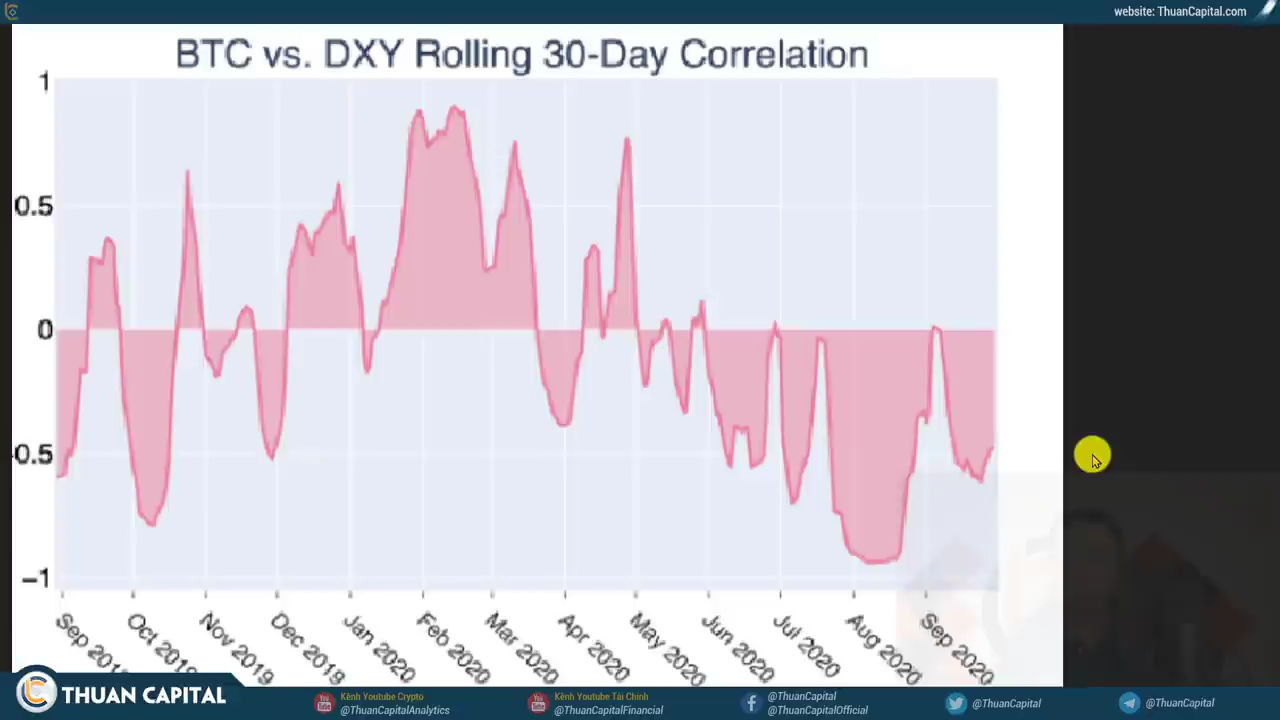 website: ThuanCapital.com
BTC vs. DXY Rolling 30-Day Correlation
1
0.5
0
0.5
−1
Sep 201
Oct 2019
Nov 2019
Dec 2019
Jan 2020
Feb 2020
Mar 2020
Apr 2020
May 2020
Jun 2020
Jul 2020
Aug 2020
Sep 2020
THUAN CAPITAL
Kênh Youtube Crypto
@ThuanCapitalAnalytics
Kênh Youtube Tài Chính
@ThuanCapitalFinancial
@ThuanCapital
@ThuanCapitalOfficial
@ThuanCapital
@ThuanCapital